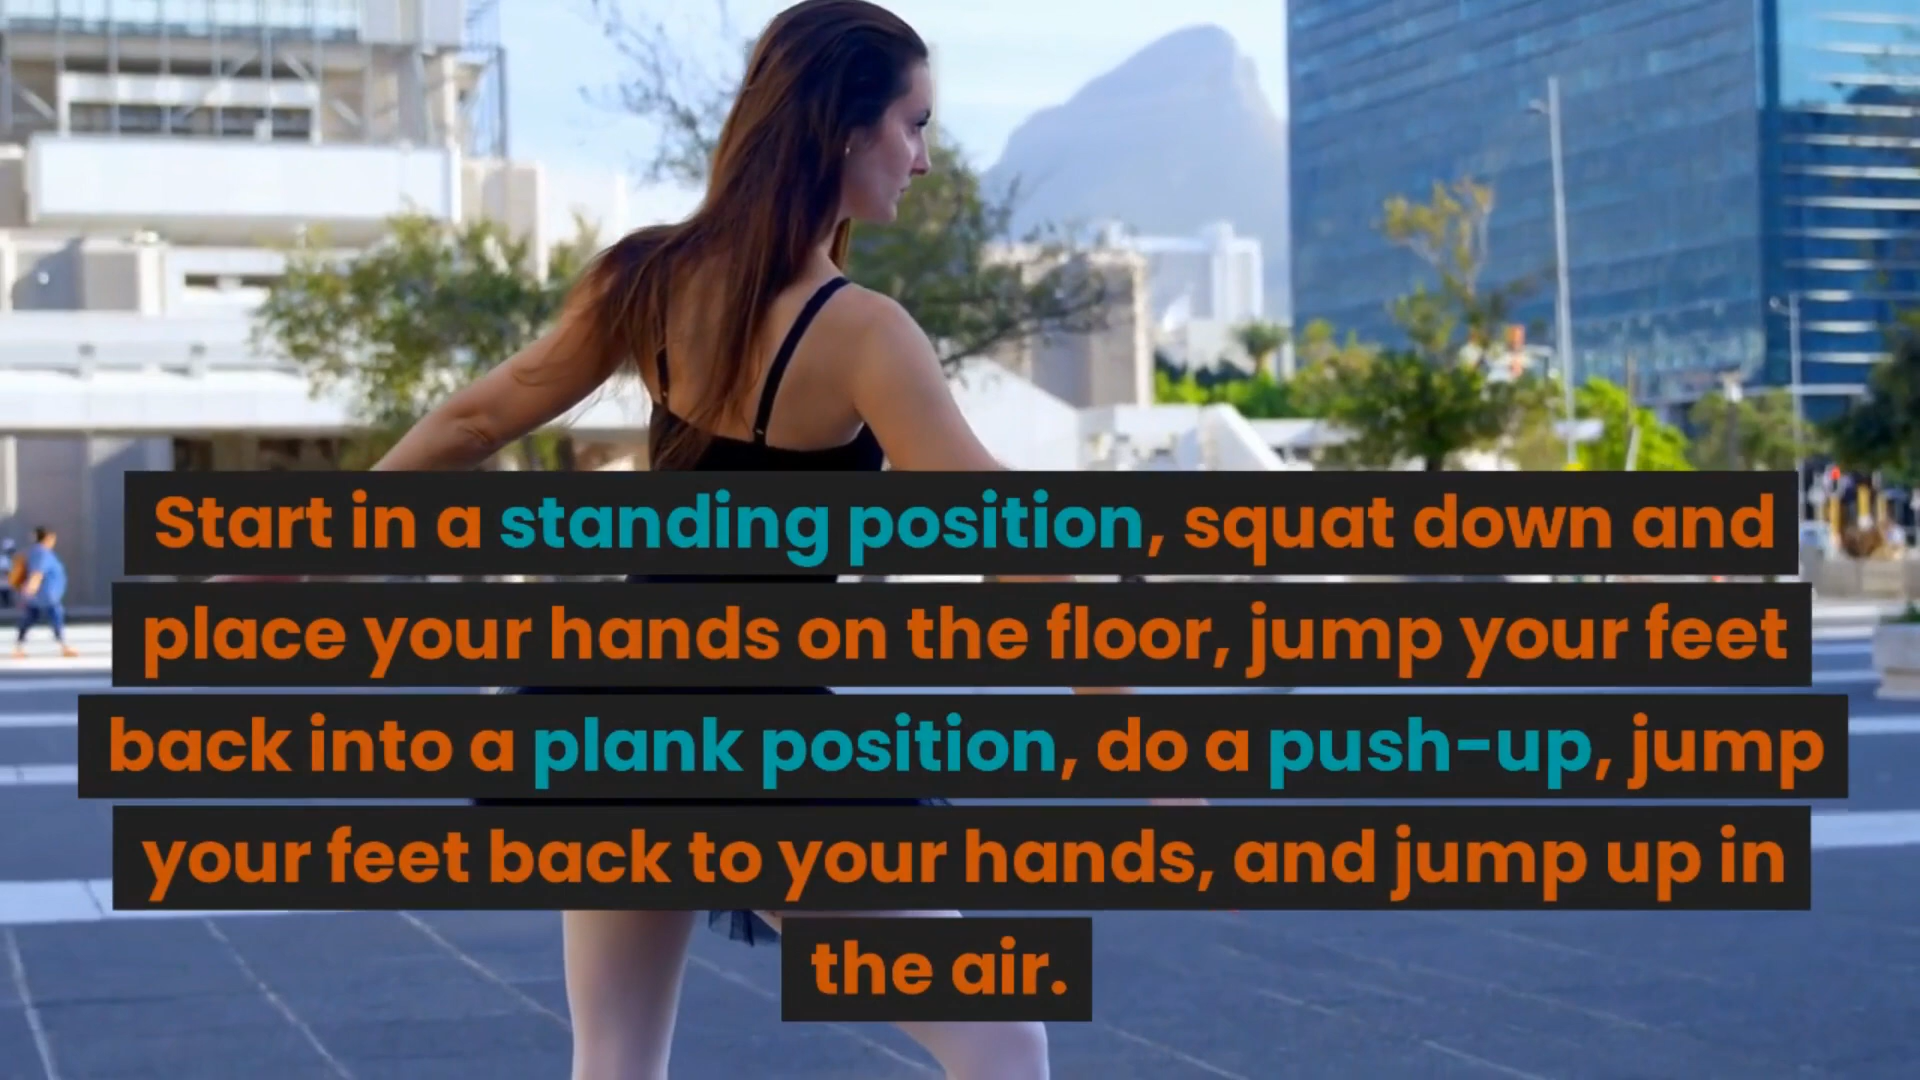 Start in a standing position, squat down and
place your hands on the floor, jump your feet
back into a plank position, do a push-up, jump
your feet back to your hands, and jump up in
the air.